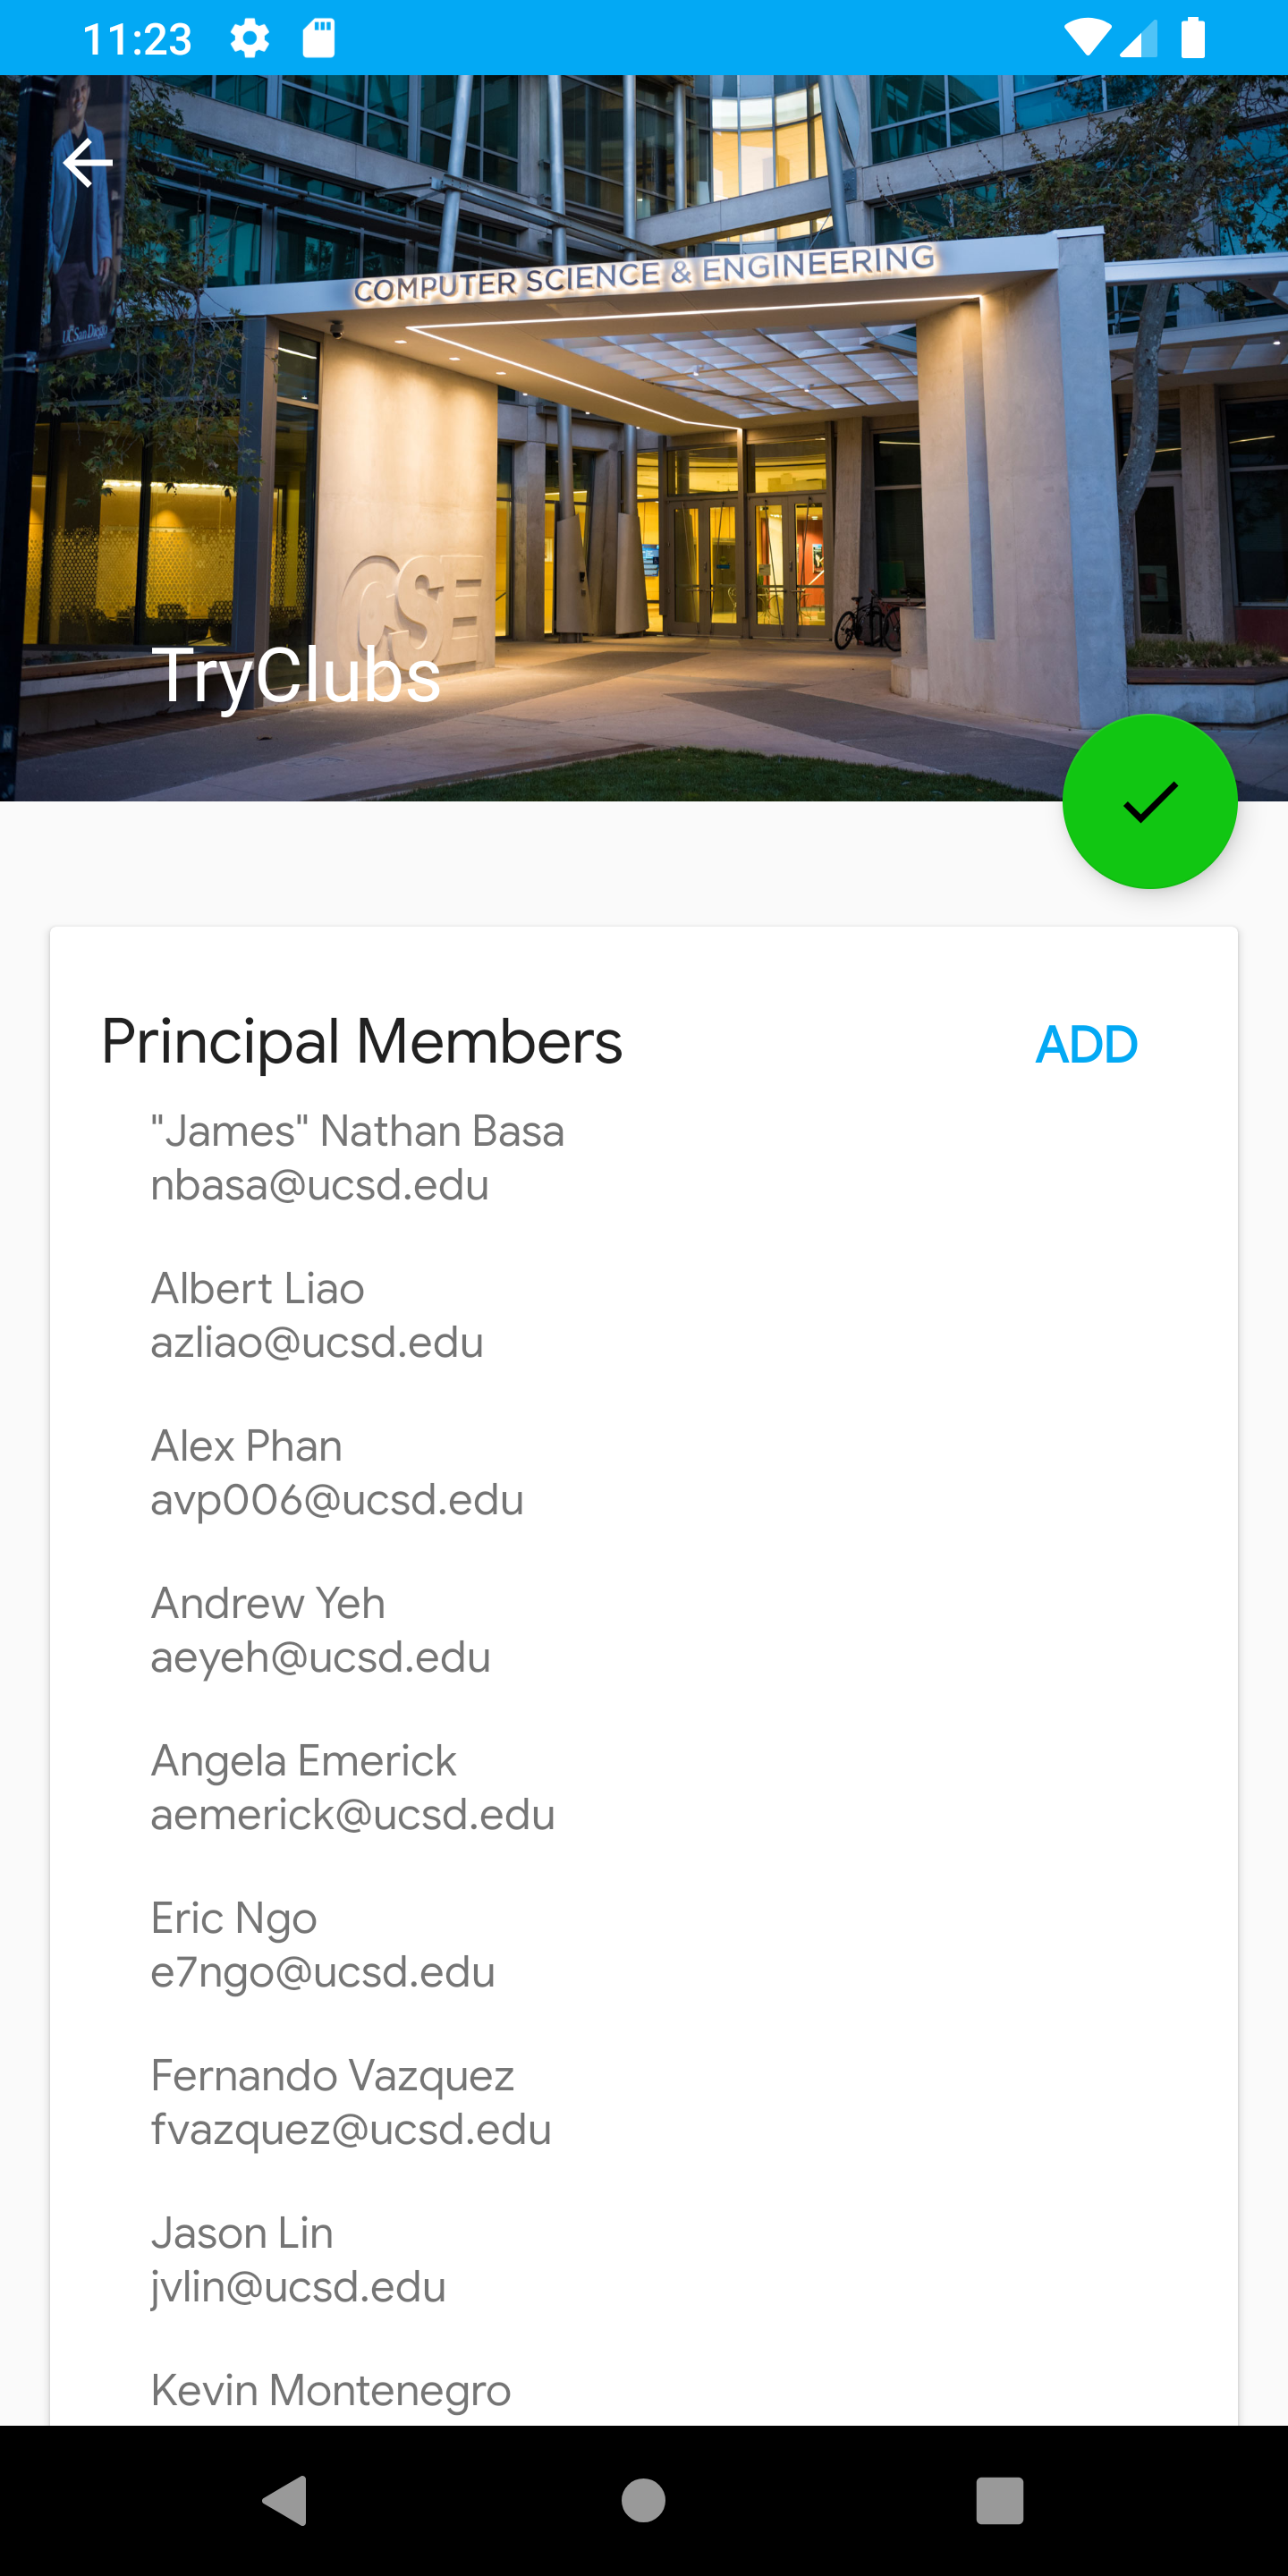 11:23
UC San Diego
COMPUTER SCIENCE & ENGINEERING
CSE
TryClubs
Principal Members
ADD
"James" Nathan Basa
nbasa@ucsd.edu
Albert Liao
azliao@ucsd.edu
Alex Phan
avp006@ucsd.edu
Andrew Yeh
aeyeh@ucsd.edu
Angela Emerick
aemerick@ucsd.edu
Eric Ngo
e7ngo@ucsd.edu
Fernando Vazquez
fvazquez@ucsd.edu
Jason Lin
jvlin@ucsd.edu
Kevin Montenegro